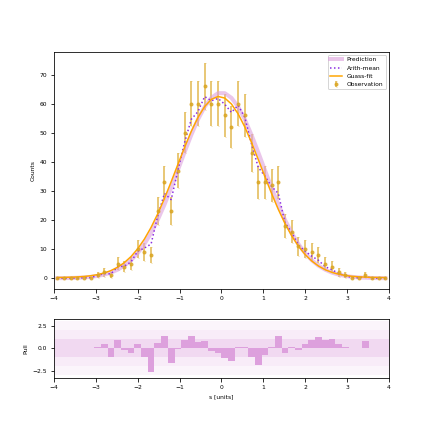 Prediction
Arith-mean
Guass-fit
Observation
Counts
70
60
50
40
30
20
10
0
−4 −3 −2 −1 0 1 2 3 4
Pull
2.5
0.0
−2.5
−4 −3 −2 −1 0 1 2 3 4
s [units]